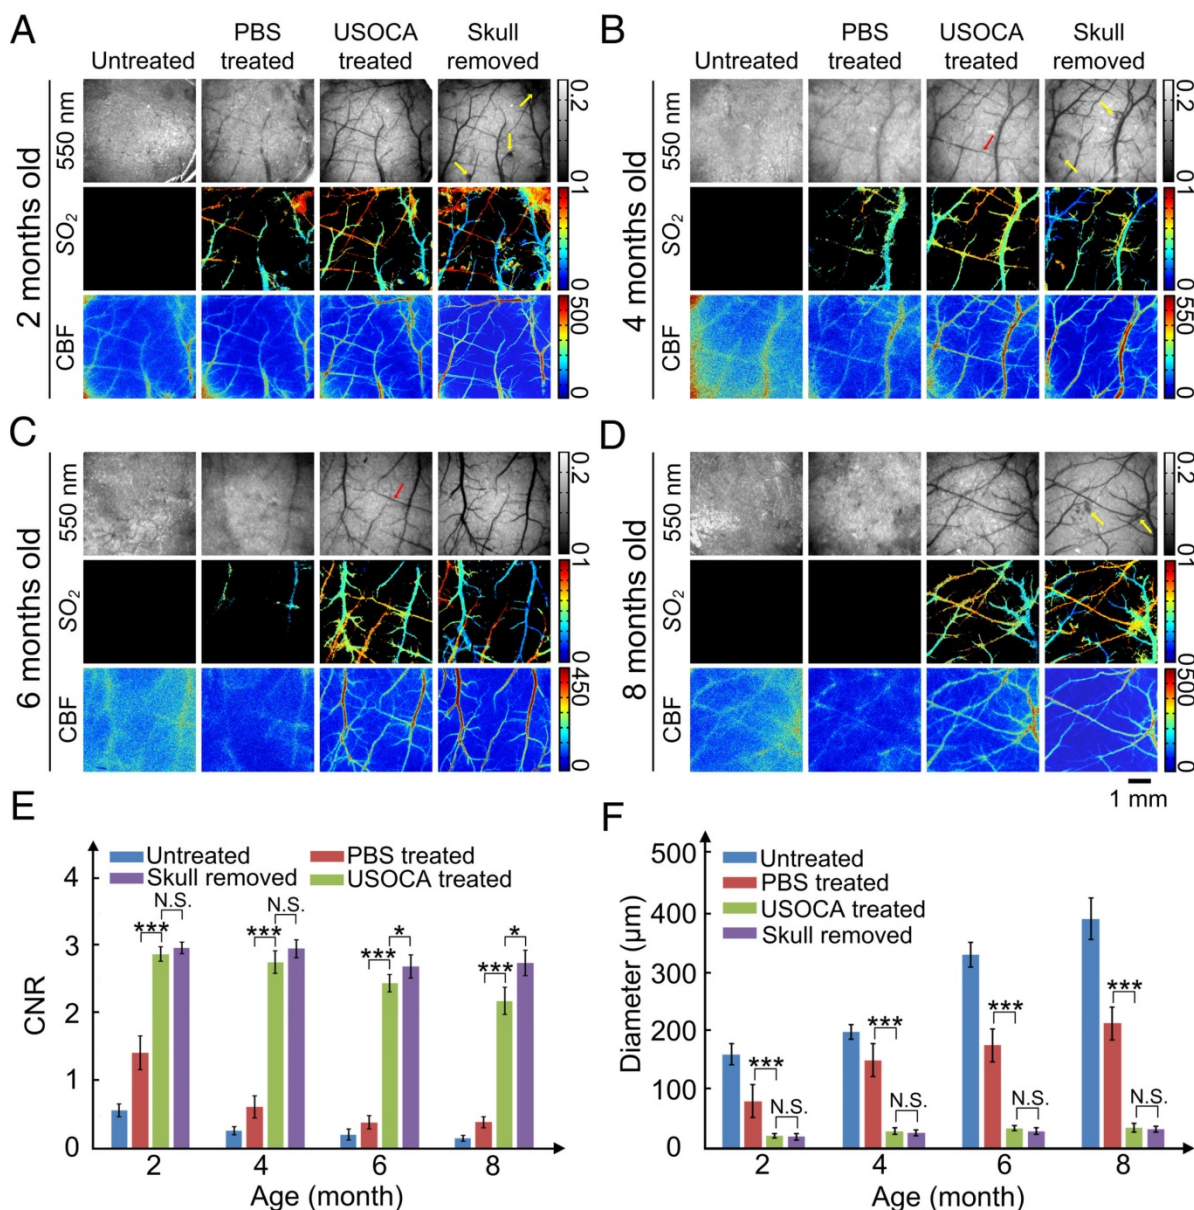 A
Untreated
PBS
treated
USOCA
treated
Skull
removed
2 months old
550 nm
SO2
CBF
0.2
0
1
0
500
0
B
Untreated
PBS
treated
USOCA
treated
Skull
removed
4 months old
550 nm
SO2
CBF
0.2
0
1
0
550
0
C
6 months old
550 nm
SO2
CBF
0.2
0
1
0
450
0
D
8 months old
550 nm
SO2
CBF
0.2
0
1
0
500
0
1 mm
E
Untreated
PBS treated
Skull removed
USOCA treated
CNR
4
3
2
1
0
*** N.S.
*** N.S.
*** *
*** *
2 4 6 8
Age (month)
F
Untreated
PBS treated
USOCA treated
Skull removed
Diameter (μm)
500
400
300
200
100
0
*** N.S.
*** N.S.
*** N.S.
*** N.S.
2 4 6 8
Age (month)